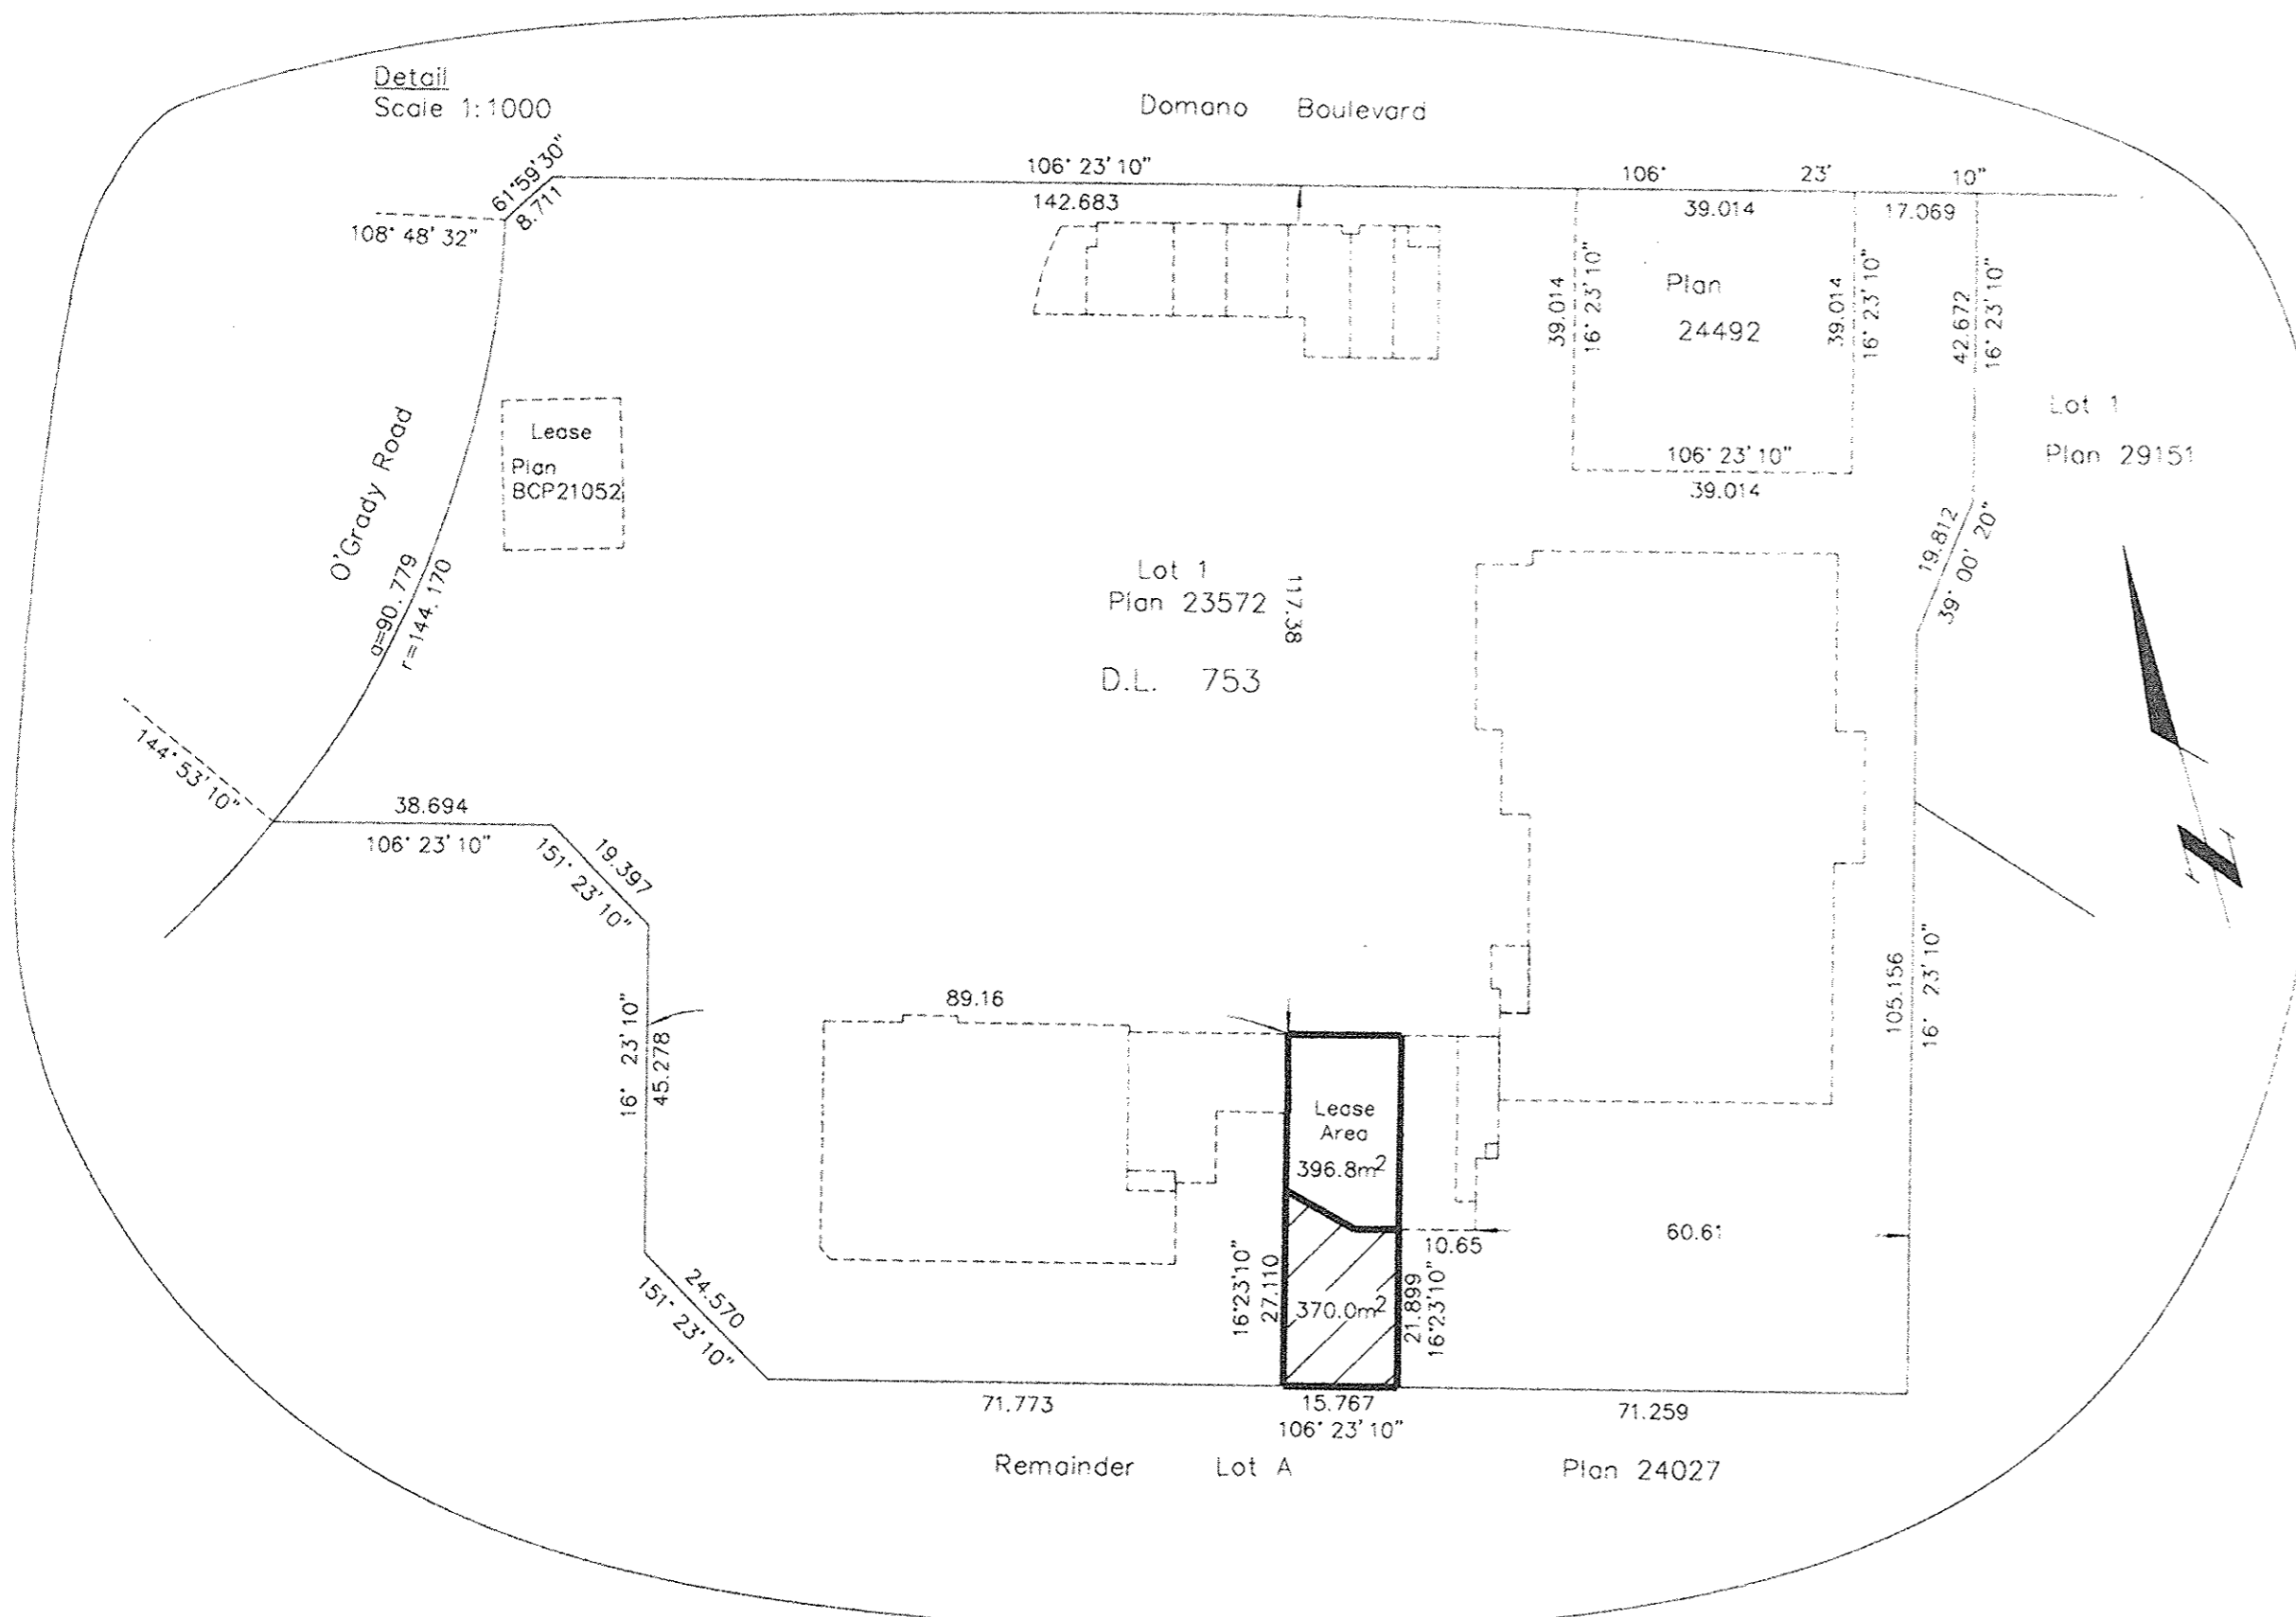 Detail
Scale 1:1000
Domano Boulevard
61°59'30"
8.711
108° 48' 32"
106° 23' 10"
142.683
106° 23' 10"
39.014
17.069
39.014
16° 23' 10"
Plan
24492
39.014
16° 23' 10"
42.672
16° 23' 10"
106° 23' 10"
39.014
Lot 1
Plan 29151
19.812
39° 00' 20"
O'Grady Road
Lease
Plan
BCP21052
a=90.779
r=144.170
Lot 1
Plan 23572
117.38
D.L. 753
144° 53' 10"
38.694
106° 23' 10"
19.397
151° 23' 10"
N
16° 23' 10"
45.278
89.16
105.156
16° 23' 10"
Lease
Area
396.8m²
10.65
60.61
16°23'10"
27.110
370.0m²
21.899
16°23'10"
24.570
151° 23' 10"
71.773
15.767
106° 23' 10"
71.259
Remainder Lot A Plan 24027